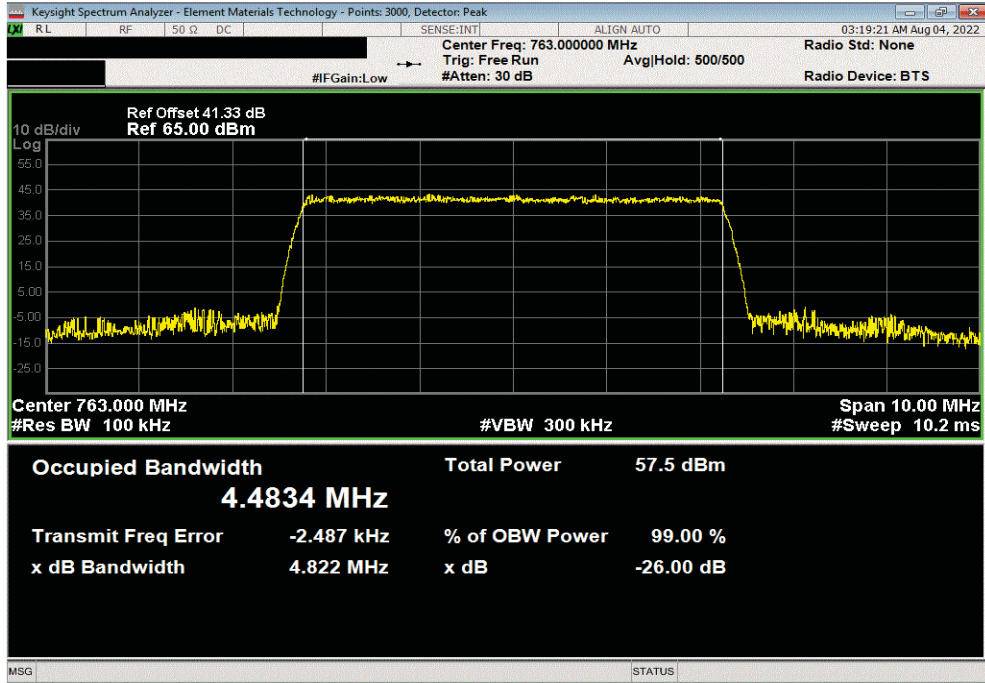 Keysight Spectrum Analyzer - Element Materials Technology - Points: 3000, Detector: Peak
LXI RL RF 50 Ω DC SENSE:INT ALIGN AUTO 03:19:21 AM Aug 04, 2022
Center Freq: 763.000000 MHz Radio Std: None
Trig: Free Run Avg|Hold: 500/500
#IFGain:Low #Atten: 30 dB Radio Device: BTS
Ref Offset 41.33 dB
10 dB/div Ref 65.00 dBm
Log
55.0
45.0
35.0
25.0
15.0
5.00
-5.00
-15.0
-25.0
Center 763.000 MHz Span 10.00 MHz
#Res BW 100 kHz #VBW 300 kHz #Sweep 10.2 ms
Occupied Bandwidth Total Power 57.5 dBm
4.4834 MHz
Transmit Freq Error -2.487 kHz % of OBW Power 99.00 %
x dB Bandwidth 4.822 MHz x dB -26.00 dB
MSG STATUS